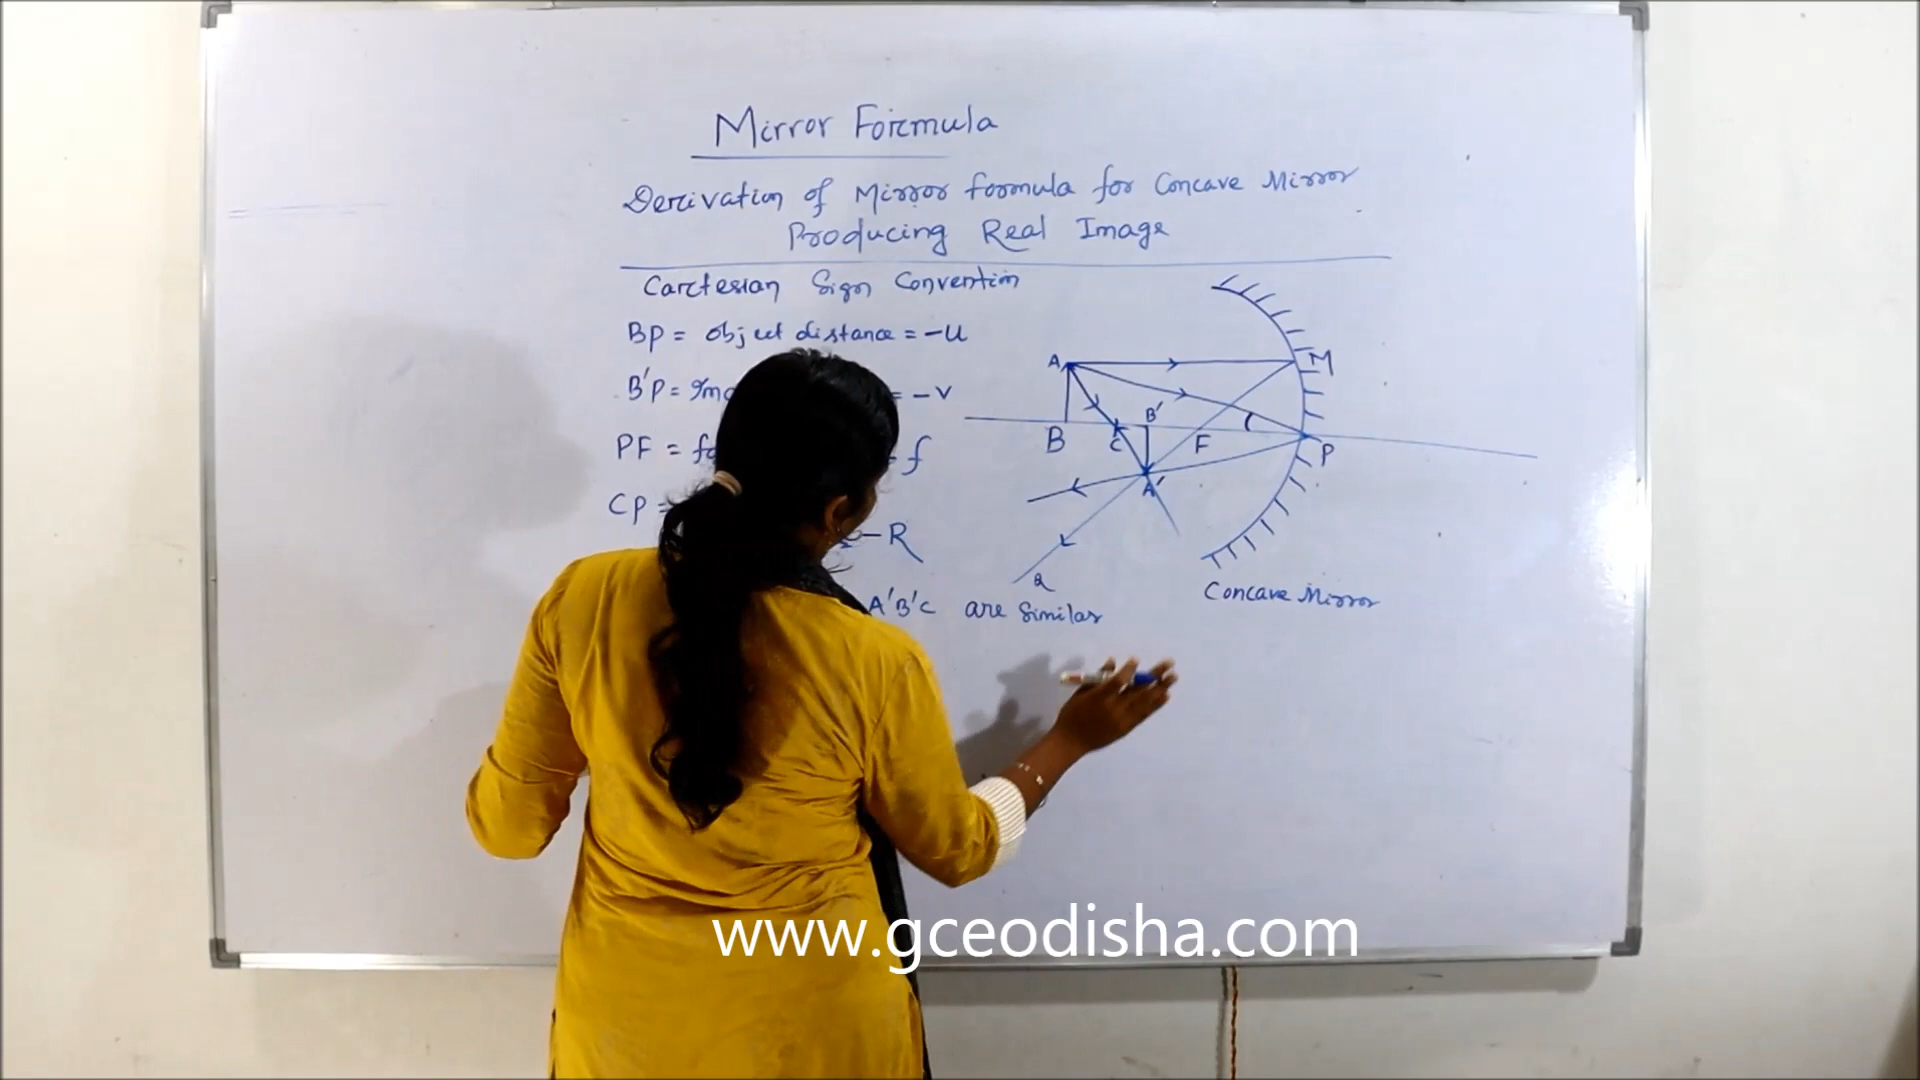 Mirror Formula
Derivation of Mirror formula for Concave Mirror
Producing Real Image
Cartesian Sign Convention
BP = object distance = -u
B'P = = -v
PF = f
CP =
-R
A'B'C are Similar
A
M
B
C
B'
F
P
A'
Concave Mirror
www.gceodisha.com